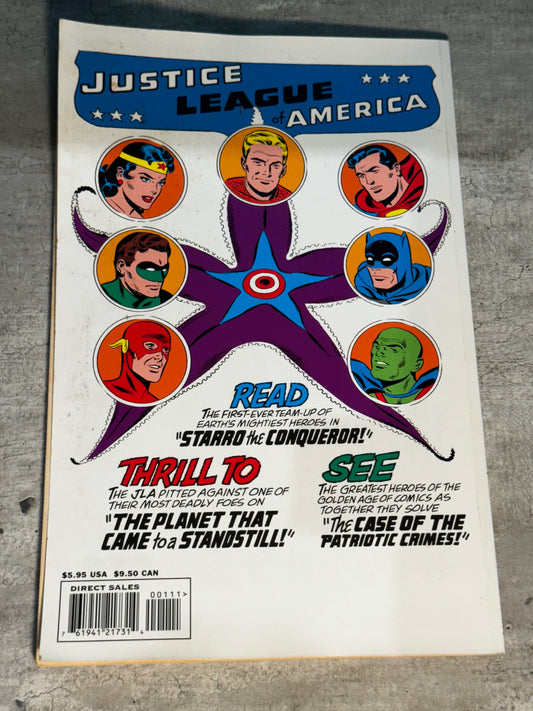 JUSTICE
LEAGUE
of AMERICA
READ
THE FIRST-EVER TEAM-UP OF
EARTH'S MIGHTIEST HEROES IN
"STARRO the CONQUEROR!"
THRILL TO
THE JLA PITTED AGAINST ONE OF
THEIR MOST DEADLY FOES ON
"THE PLANET THAT
CAME to a STANDSTILL!"
SEE
THE GREATEST HEROES OF THE
GOLDEN AGE OF COMICS AS
TOGETHER THEY SOLVE
"The CASE OF THE
PATRIOTIC CRIMES!"
$5.95 USA $9.50 CAN
DIRECT SALES
00111>
7 61941 21731 4